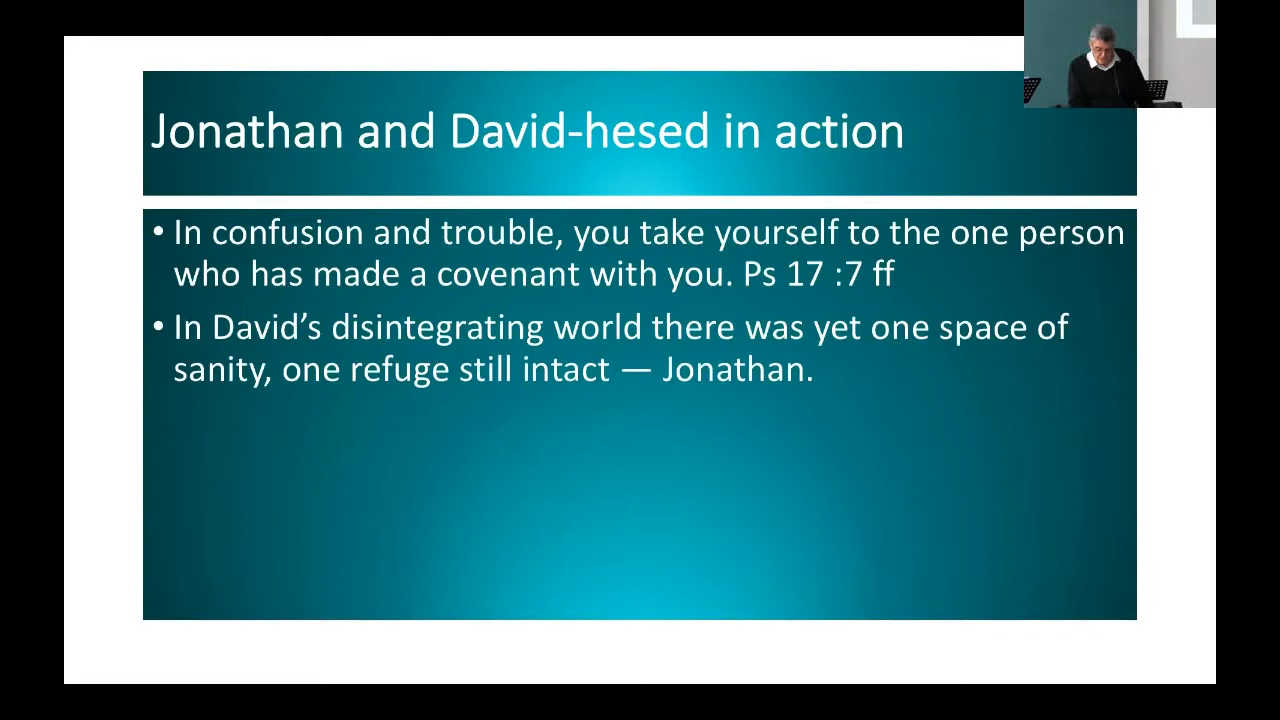 Jonathan and David-hesed in action
• In confusion and trouble, you take yourself to the one person
who has made a covenant with you. Ps 17 :7 ff
• In David’s disintegrating world there was yet one space of
sanity, one refuge still intact — Jonathan.